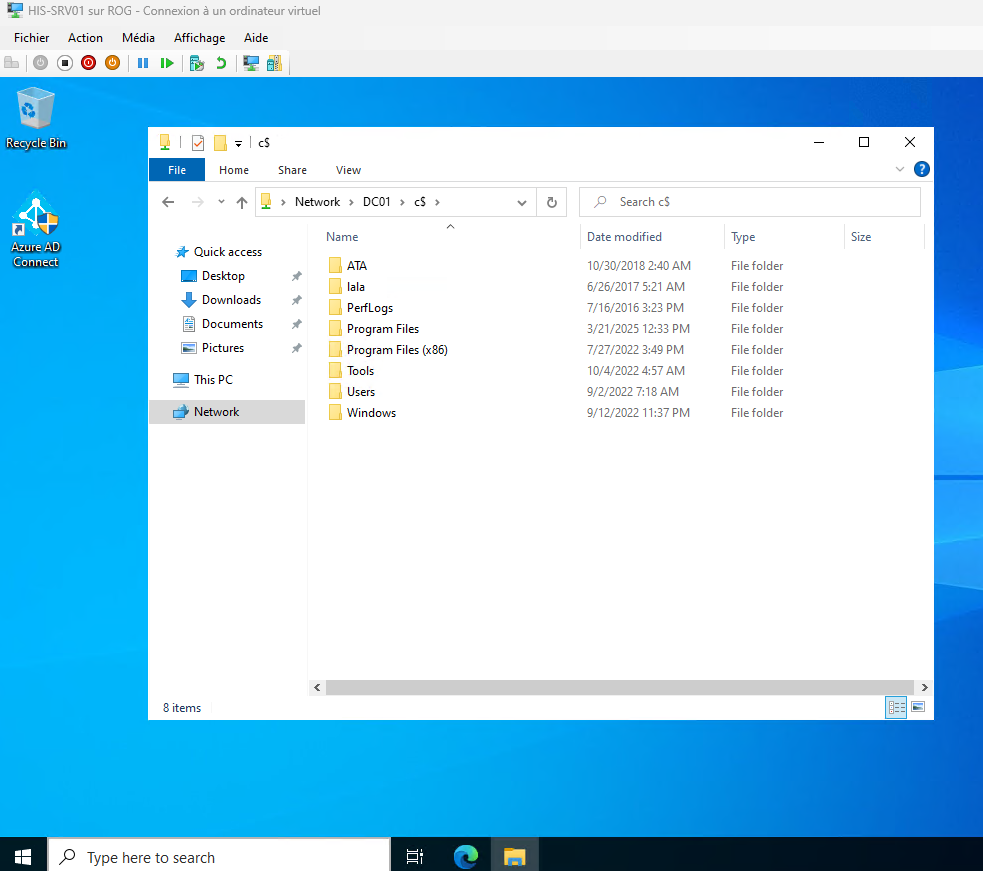 HIS-SRV01 sur ROG - Connexion à un ordinateur virtuel
Fichier Action Média Affichage Aide
Recycle Bin
Azure AD
Connect
c$
File Home Share View
Network DC01 c$
Search c$
Quick access
Desktop
Downloads
Documents
Pictures
This PC
Network
Name Date modified Type Size
ATA 10/30/2018 2:40 AM File folder
lala 6/26/2017 5:21 AM File folder
PerfLogs 7/16/2016 3:23 PM File folder
Program Files 3/21/2025 12:33 PM File folder
Program Files (x86) 7/27/2022 3:49 PM File folder
Tools 10/4/2022 4:57 AM File folder
Users 9/2/2022 7:18 AM File folder
Windows 9/12/2022 11:37 PM File folder
8 items
Type here to search